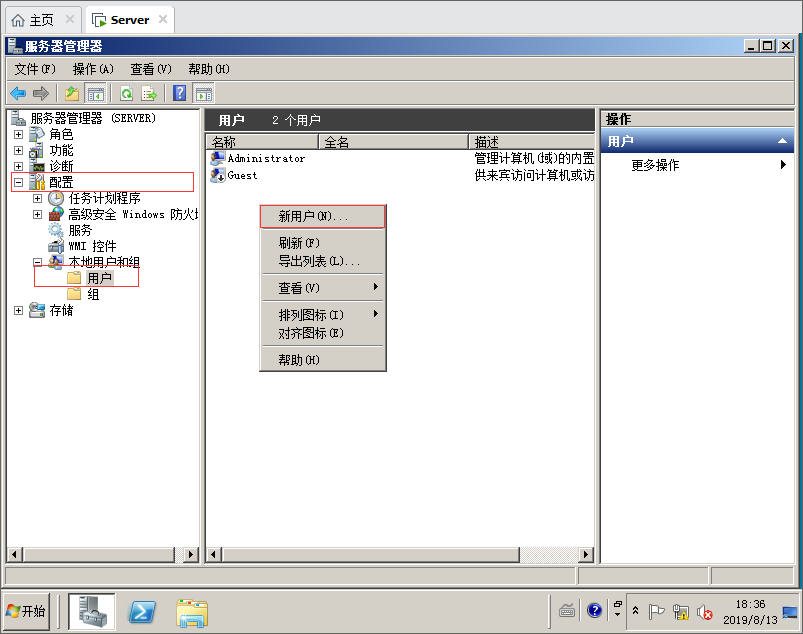 主页
Server
服务器管理器
文件(F) 操作(A) 查看(V) 帮助(H)
服务器管理器 (SERVER)
角色
功能
诊断
配置
任务计划程序
高级安全 Windows 防火
服务
WMI 控件
本地用户和组
用户
组
存储
用户 2 个用户
名称 全名 描述
Administrator 管理计算机(域)的内置
Guest 供来宾访问计算机或访
新用户(N)...
刷新(F)
导出列表(L)...
查看(V)
排列图标(I)
对齐图标(E)
帮助(H)
操作
用户
更多操作
开始
18:36
2019/8/13